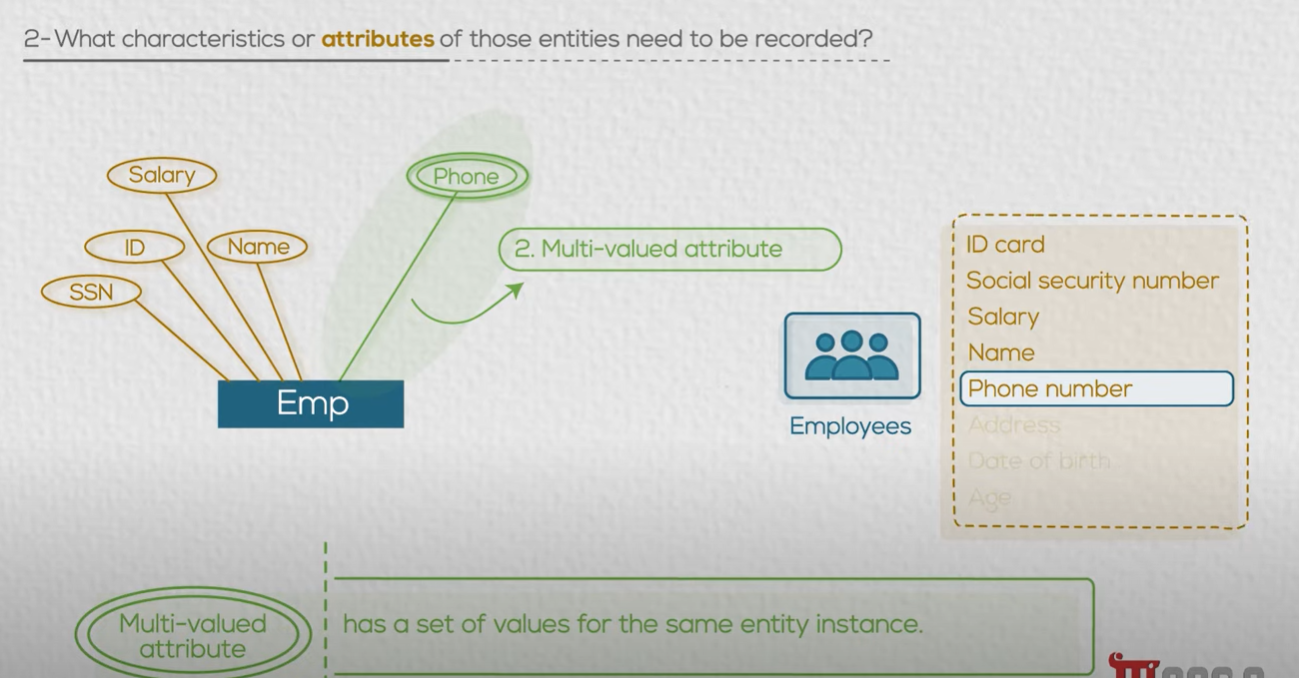 2- What characteristics or attributes of those entities need to be recorded?
Salary
Phone
ID
Name
2. Multi-valued attribute
SSN
Emp
Employees
ID card
Social security number
Salary
Name
Phone number
Address
Date of birth
Age
Multi-valued
attribute
has a set of values for the same entity instance.